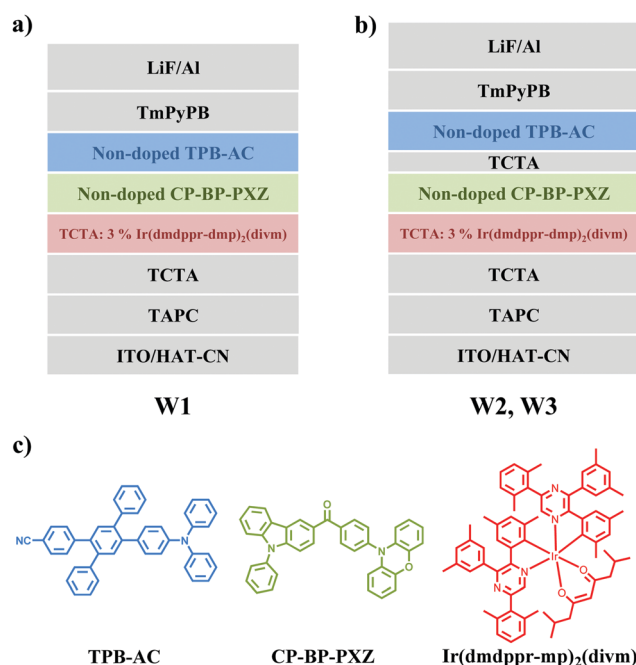 a)
LiF/Al
TmPyPB
Non-doped TPB-AC
Non-doped CP-BP-PXZ
TCTA: 3 % Ir(dmdppr-dmp)2(divm)
TCTA
TAPC
ITO/HAT-CN
W1
b)
LiF/Al
TmPyPB
Non-doped TPB-AC
TCTA
Non-doped CP-BP-PXZ
TCTA: 3 % Ir(dmdppr-dmp)2(divm)
TCTA
TAPC
ITO/HAT-CN
W2, W3
c)
NC
N
TPB-AC
N
O
N
O
CP-BP-PXZ
N
N
Ir
O
N
N
O
Ir(dmdppr-mp)2(divm)